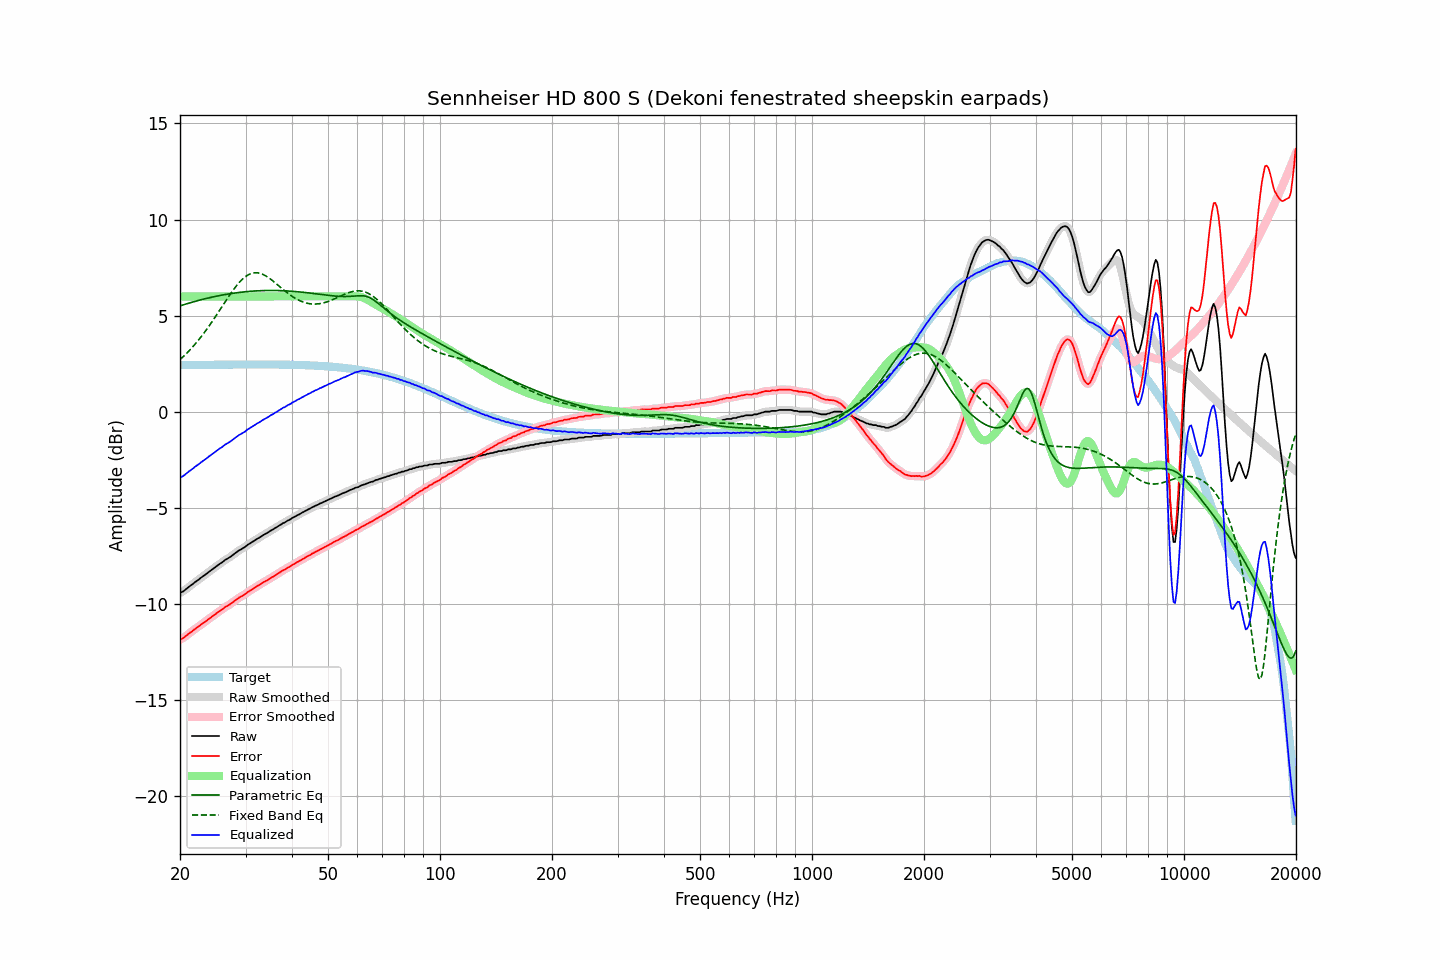 Sennheiser HD 800 S (Dekoni fenestrated sheepskin earpads)
15
10
5
0
−5
−10
−15
−20
Amplitude (dBr)
Target
Raw Smoothed
Error Smoothed
Raw
Error
Equalization
Parametric Eq
Fixed Band Eq
Equalized
20 50 100 200 500 1000 2000 5000 10000 20000
Frequency (Hz)